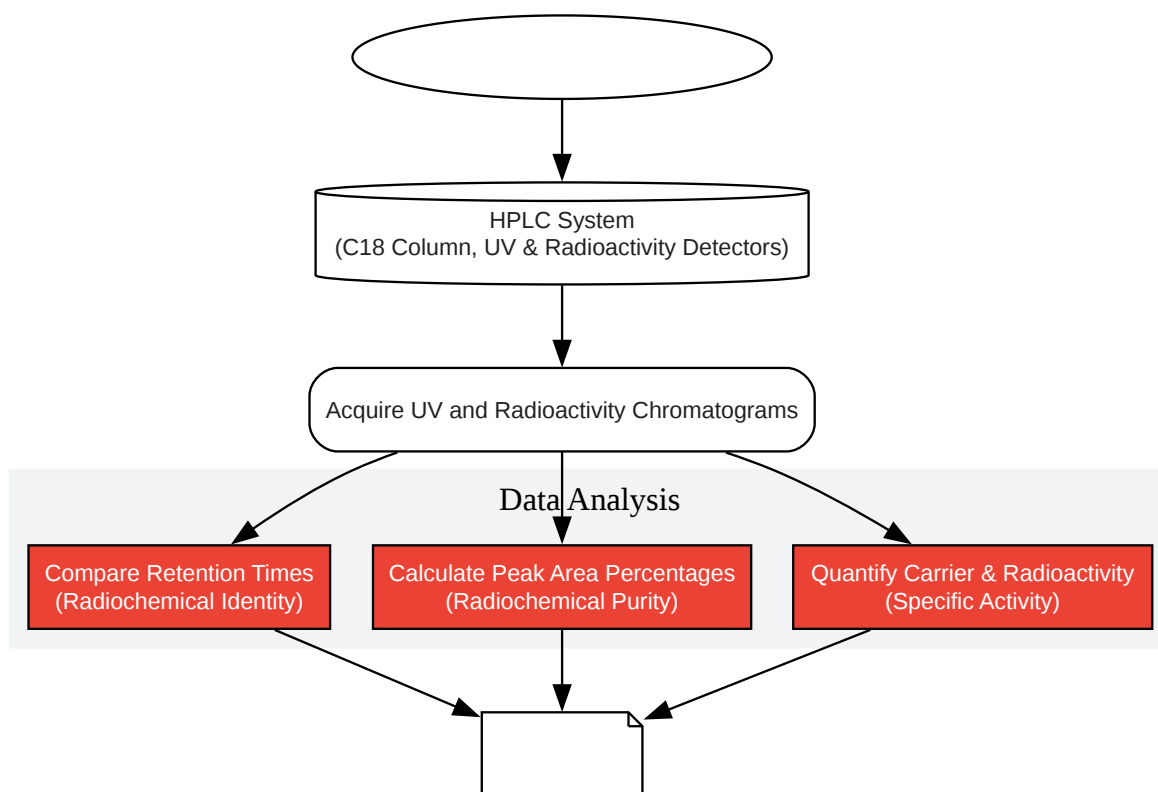 HPLC System
(C18 Column, UV & Radioactivity Detectors)
Acquire UV and Radioactivity Chromatograms
Data Analysis
Compare Retention Times
(Radiochemical Identity)
Calculate Peak Area Percentages
(Radiochemical Purity)
Quantify Carrier & Radioactivity
(Specific Activity)